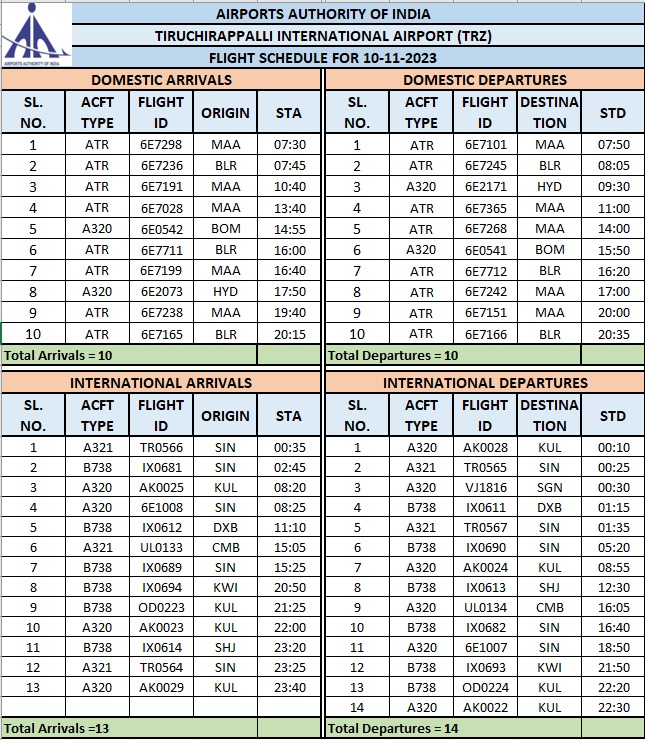 AIRPORTS AUTHORITY OF INDIA
AIRPORTS AUTHORITY OF INDIA
TIRUCHIRAPPALLI INTERNATIONAL AIRPORT (TRZ)
FLIGHT SCHEDULE FOR 10-11-2023
DOMESTIC ARRIVALS
SL. NO. ACFT TYPE FLIGHT ID ORIGIN STA
1 ATR 6E7298 MAA 07:30
2 ATR 6E7236 BLR 07:45
3 ATR 6E7191 MAA 10:40
4 ATR 6E7028 MAA 13:40
5 A320 6E0542 BOM 14:55
6 ATR 6E7711 BLR 16:00
7 ATR 6E7199 MAA 16:40
8 A320 6E2073 HYD 17:50
9 ATR 6E7238 MAA 19:40
10 ATR 6E7165 BLR 20:15
Total Arrivals = 10
DOMESTIC DEPARTURES
SL. NO. ACFT TYPE FLIGHT ID DESTINA TION STD
1 ATR 6E7101 MAA 07:50
2 ATR 6E7245 BLR 08:05
3 A320 6E2171 HYD 09:30
4 ATR 6E7365 MAA 11:00
5 ATR 6E7268 MAA 14:00
6 A320 6E0541 BOM 15:50
7 ATR 6E7712 BLR 16:20
8 ATR 6E7242 MAA 17:00
9 ATR 6E7151 MAA 20:00
10 ATR 6E7166 BLR 20:35
Total Departures = 10
INTERNATIONAL ARRIVALS
SL. NO. ACFT TYPE FLIGHT ID ORIGIN STA
1 A321 TR0566 SIN 00:35
2 B738 IX0681 SIN 02:45
3 A320 AK0025 KUL 08:20
4 A320 6E1008 SIN 08:25
5 B738 IX0612 DXB 11:10
6 A321 UL0133 CMB 15:05
7 B738 IX0689 SIN 15:25
8 B738 IX0694 KWI 20:50
9 B738 OD0223 KUL 21:25
10 A320 AK0023 KUL 22:00
11 B738 IX0614 SHJ 23:20
12 A321 TR0564 SIN 23:25
13 A320 AK0029 KUL 23:40
Total Arrivals =13
INTERNATIONAL DEPARTURES
SL. NO. ACFT TYPE FLIGHT ID DESTINA TION STD
1 A320 AK0028 KUL 00:10
2 A321 TR0565 SIN 00:25
3 A320 VJ1816 SGN 00:30
4 B738 IX0611 DXB 01:15
5 A321 TR0567 SIN 01:35
6 B738 IX0690 SIN 05:20
7 A320 AK0024 KUL 08:55
8 B738 IX0613 SHJ 12:30
9 A320 UL0134 CMB 16:05
10 B738 IX0682 SIN 16:40
11 A320 6E1007 SIN 18:50
12 B738 IX0693 KWI 21:50
13 B738 OD0224 KUL 22:20
14 A320 AK0022 KUL 22:30
Total Departures = 14